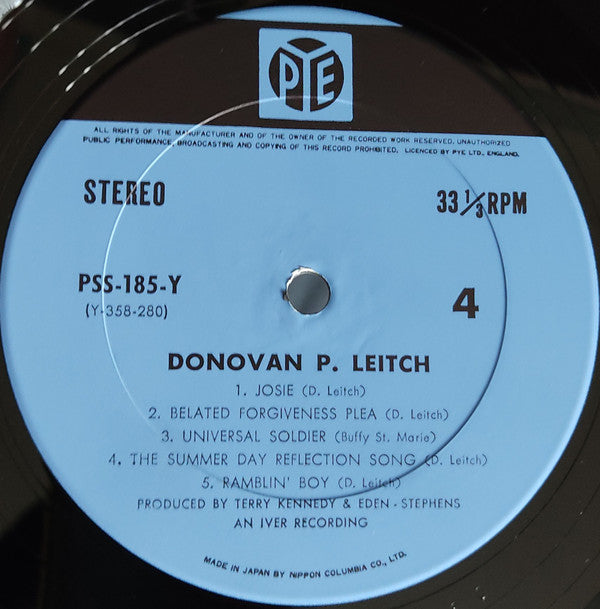 PYE
ALL RIGHTS OF THE MANUFACTURER AND OF THE OWNER OF THE RECORDED WORK RESERVED. UNAUTHORIZED
PUBLIC PERFORMANCE, BROADCASTING AND COPYING OF THIS RECORD PROHIBITED. LICENCED BY PYE LTD., ENGLAND.
STEREO
33 1/3 RPM
PSS-185-Y
(Y-358-280)
4
DONOVAN P. LEITCH
1. JOSIE (D. Leitch)
2. BELATED FORGIVENESS PLEA (D. Leitch)
3. UNIVERSAL SOLDIER (Buffy St. Marie)
4. THE SUMMER DAY REFLECTION SONG (D. Leitch)
5. RAMBLIN' BOY (D. Leitch)
PRODUCED BY TERRY KENNEDY & EDEN - STEPHENS
AN IVER RECORDING
MADE IN JAPAN BY NIPPON COLUMBIA CO., LTD.